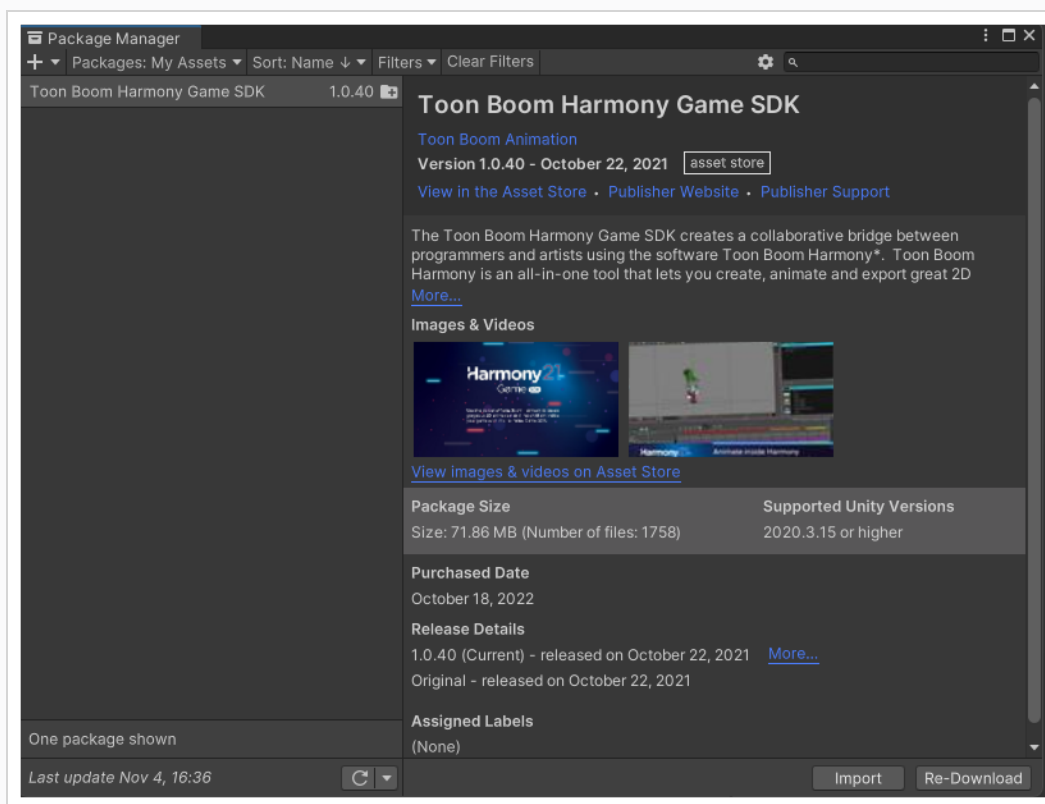 Package Manager
Packages: My Assets Sort: Name ↓ Filters Clear Filters
Toon Boom Harmony Game SDK 1.0.40
Toon Boom Harmony Game SDK
Toon Boom Animation
Version 1.0.40 - October 22, 2021 asset store
View in the Asset Store • Publisher Website • Publisher Support
The Toon Boom Harmony Game SDK creates a collaborative bridge between
programmers and artists using the software Toon Boom Harmony*. Toon Boom
Harmony is an all-in-one tool that lets you create, animate and export great 2D
More...
Images & Videos
Harmony 21
Game
Harmony Animate inside Harmony
View images & videos on Asset Store
Package Size Supported Unity Versions
Size: 71.86 MB (Number of files: 1758) 2020.3.15 or higher
Purchased Date
October 18, 2022
Release Details
1.0.40 (Current) - released on October 22, 2021 More...
Original - released on October 22, 2021
Assigned Labels
(None)
One package shown
Last update Nov 4, 16:36
Import Re-Download